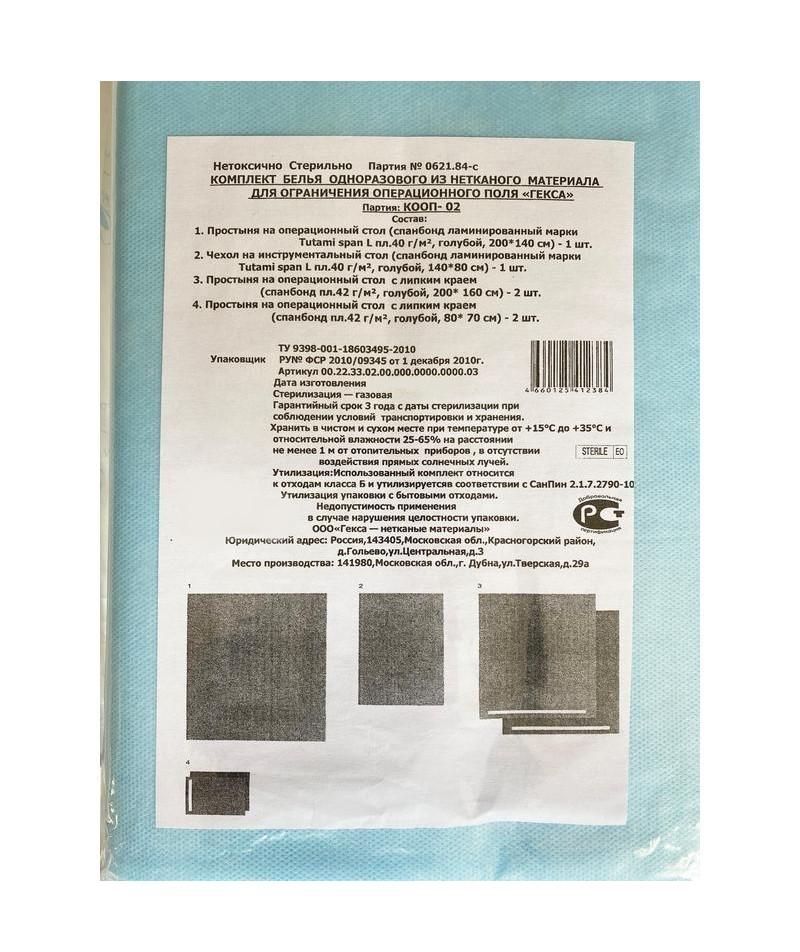 Нетоксично Стерильно Партия № 0621.84-с
КОМПЛЕКТ БЕЛЬЯ ОДНОРАЗОВОГО ИЗ НЕТКАНОГО МАТЕРИАЛА
ДЛЯ ОГРАНИЧЕНИЯ ОПЕРАЦИОННОГО ПОЛЯ «ГЕКСА»
Партия: КООП- 02
Состав:
1. Простыня на операционный стол (спанбонд ламинированный марки
Tutami span L пл.40 г/м², голубой, 200*140 см) - 1 шт.
2. Чехол на инструментальный стол (спанбонд ламинированный марки
Tutami span L пл.40 г/м², голубой, 140*80 см) - 1 шт.
3. Простыня на операционный стол с липким краем
(спанбонд пл.42 г/м², голубой, 200* 160 см) - 2 шт.
4. Простыня на операционный стол с липким краем
(спанбонд пл.42 г/м², голубой, 80* 70 см) - 2 шт.
ТУ 9398-001-18603495-2010
Упаковщик РУ№ ФСР 2010/09345 от 1 декабря 2010г.
Артикул 00.22.33.02.00.000.0000.0000.03
4660125412384
Дата изготовления
Стерилизация — газовая
Гарантийный срок 3 года с даты стерилизации при
соблюдении условий транспортировки и хранения.
Хранить в чистом и сухом месте при температуре от +15°С до +35°С и
относительной влажности 25-65% на расстоянии
не менее 1 м от отопительных приборов , в отсутствии
STERILE EO
воздействия прямых солнечных лучей.
Утилизация:Использованный комплект относится
к отходам класса Б и утилизируетсяв соответствии с СанПин 2.1.7.2790-10
Утилизация упаковки с бытовыми отходами.
Добровольная
РСТ
сертификация
Недопустимость применения
в случае нарушения целостности упаковки.
ООО«Гекса — нетканые материалы»
Юридический адрес: Россия,143405,Московская обл.,Красногорский район,
д.Гольево,ул.Центральная,д.3
Место производства: 141980,Московская обл.,г. Дубна,ул.Тверская,д.29а
1 2 3
4